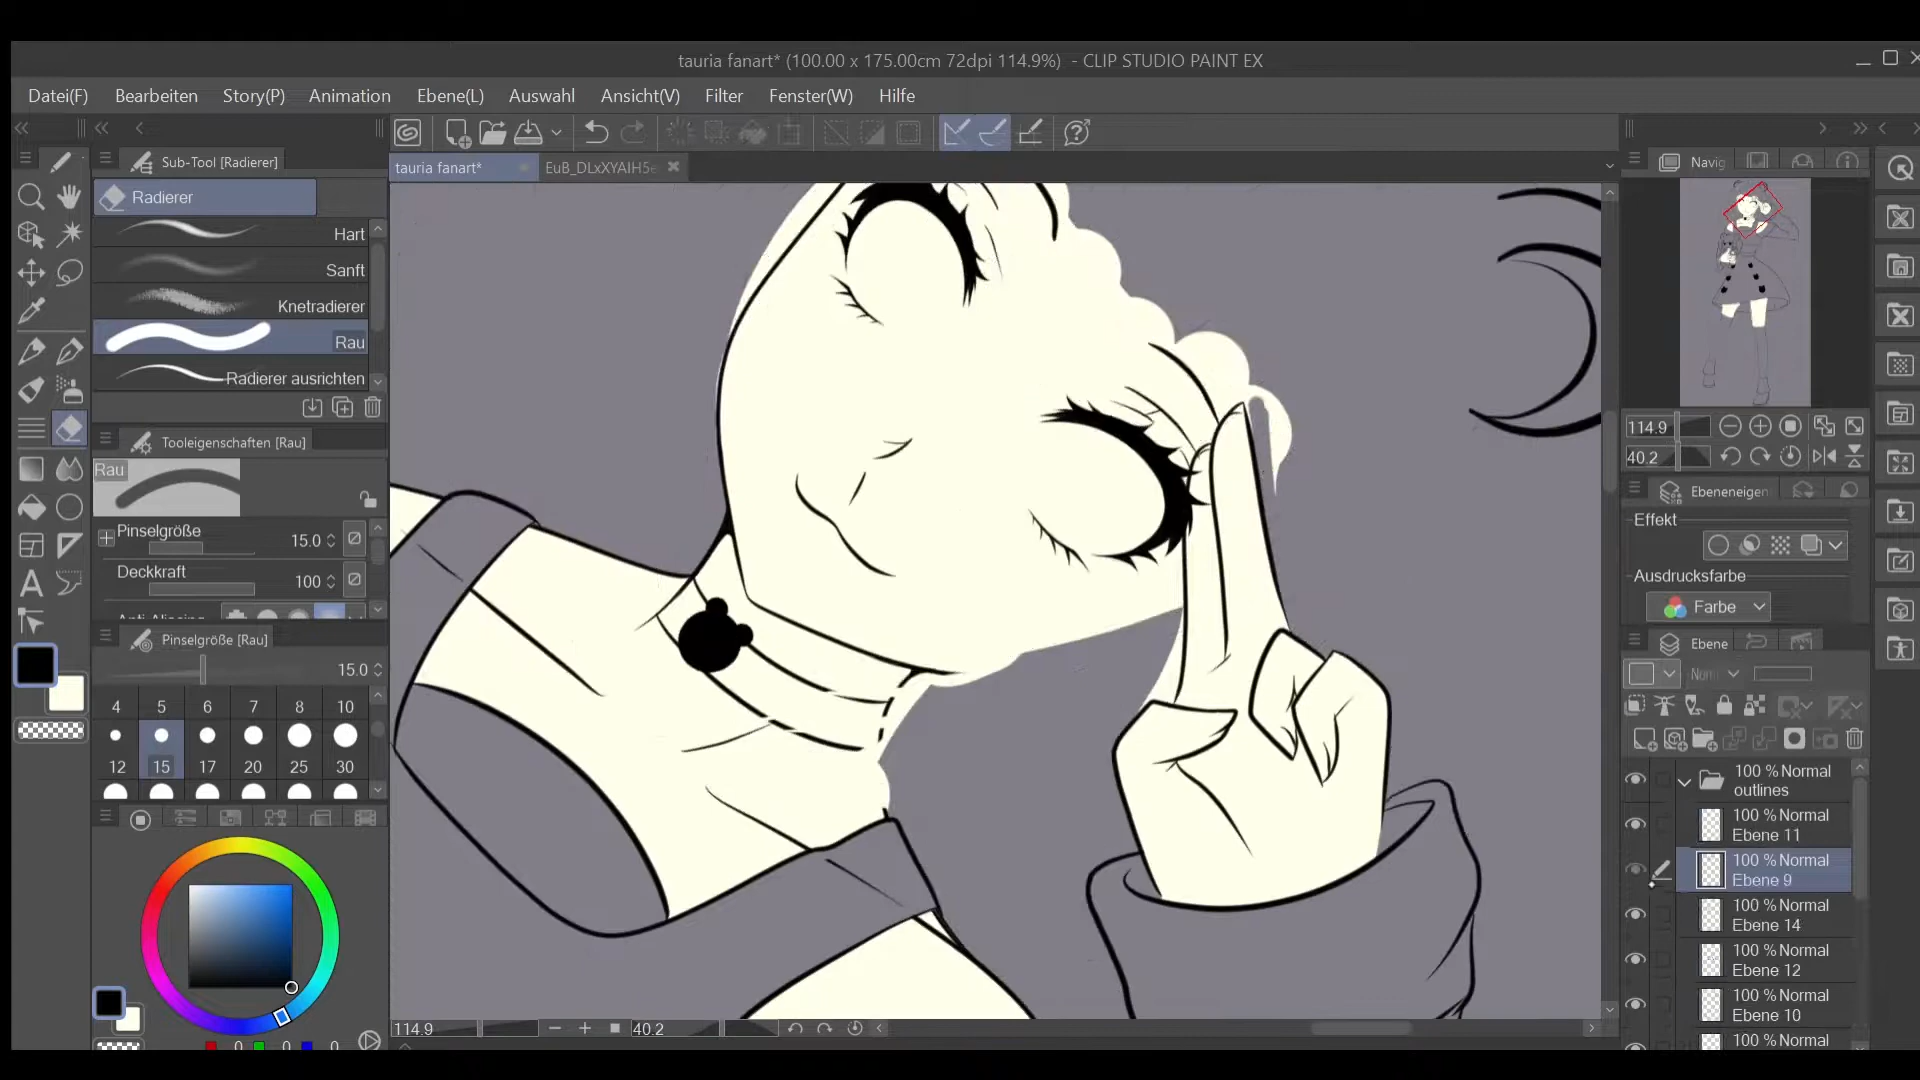 tauria fanart* (100.00 x 175.00cm 72dpi 114.9%) - CLIP STUDIO PAINT EX
Datei(F) Bearbeiten Story(P) Animation Ebene(L) Auswahl Ansicht(V) Filter Fenster(W) Hilfe
tauria fanart*
Sub-Tool [Radierer]
Radierer
Hart
Sanft
Knetradierer
Rau
Radierer ausrichten
Tooleigenschaften [Rau]
Rau
Pinselgröße 15.0
Deckkraft 100
Pinselgröße [Rau]
15.0
4 5 6 7 8 10
12 15 17 20 25 30
0 0 0
114.9 40.2
Navig
114.9
40.2
Ebeneneigen
Effekt
Ausdrucksfarbe
Farbe
Ebene
100 % Normal
outlines
100 % Normal
Ebene 11
100 % Normal
Ebene 9
100 % Normal
Ebene 14
100 % Normal
Ebene 12
100 % Normal
Ebene 10
100 % Normal